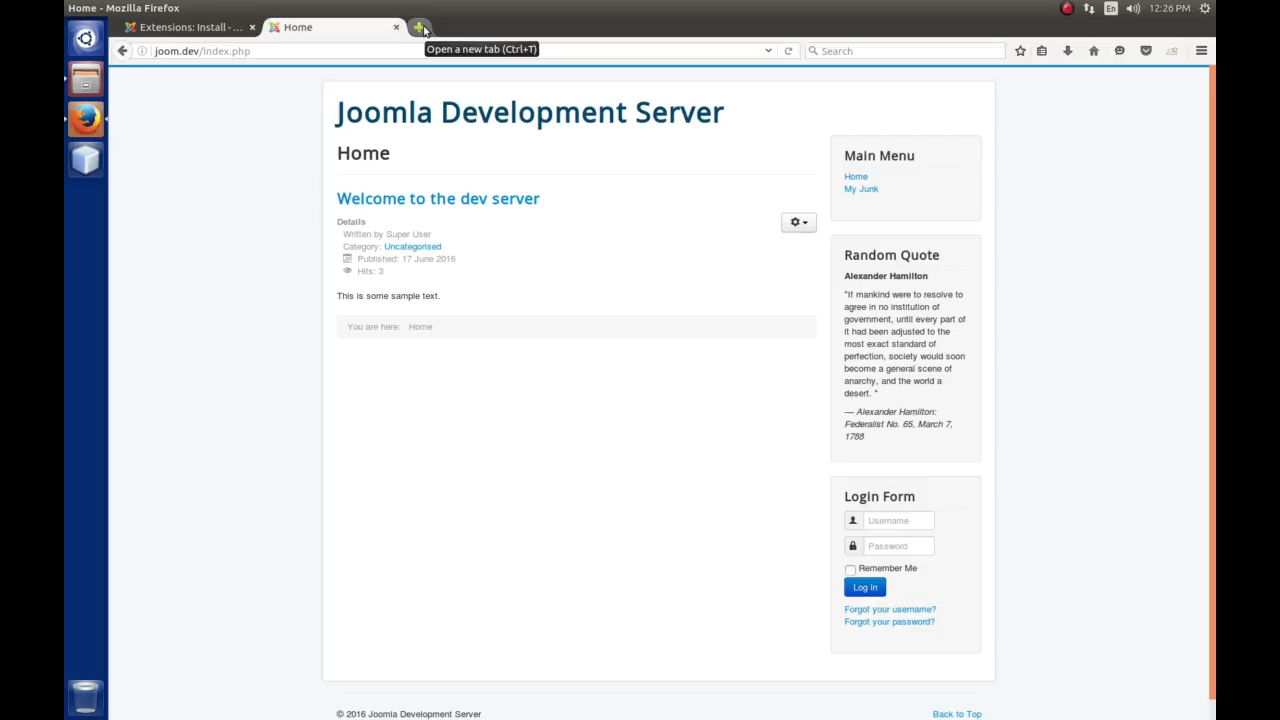 Home - Mozilla Firefox
En
12:26 PM
Extensions: Install - ...
Home
Open a new tab (Ctrl+T)
joom.dev/index.php
Search
Joomla Development Server
Home
Welcome to the dev server
Details
Written by Super User
Category: Uncategorised
Published: 17 June 2016
Hits: 3
This is some sample text.
You are here: Home
Main Menu
Home
My Junk
Random Quote
Alexander Hamilton
"If mankind were to resolve to
agree in no institution of
government, until every part of
it had been adjusted to the
most exact standard of
perfection, society would soon
become a general scene of
anarchy, and the world a
desert. "
— Alexander Hamilton:
Federalist No. 65, March 7,
1788
Login Form
Username
Password
Remember Me
Log in
Forgot your username?
Forgot your password?
© 2016 Joomla Development Server
Back to Top